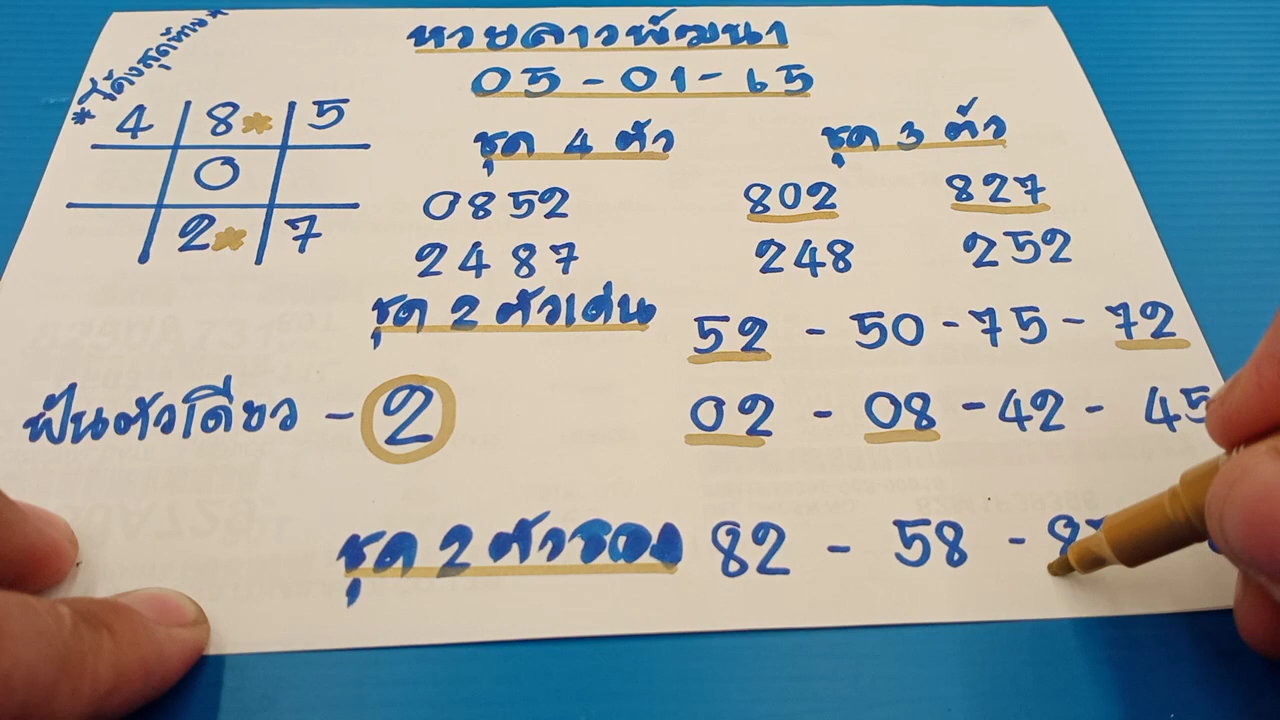 หวยลาวพัฒนา
05-01-65
*โค้งสุดท้าย*
4 8* 5
0
2* 7
ชุด 4 ตัว
0852
2487
ชุด 3 ตัว
802 827
248 252
ชุด 2 ตัวเด่น 52 - 50 - 75 - 72
02 - 08 - 42 - 45
ฟันตัวเดียว - 2
ชุด 2 ตัวรอง 82 - 58 -